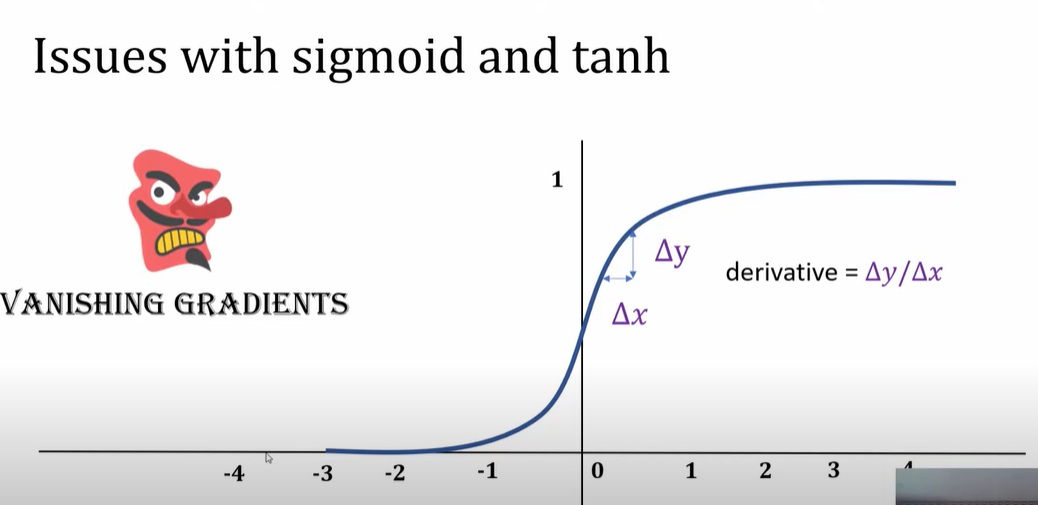 Issues with sigmoid and tanh
1
Δy
derivative = Δy/Δx
VANISHING GRADIENTS
Δx
-4 -3 -2 -1 0 1 2 3